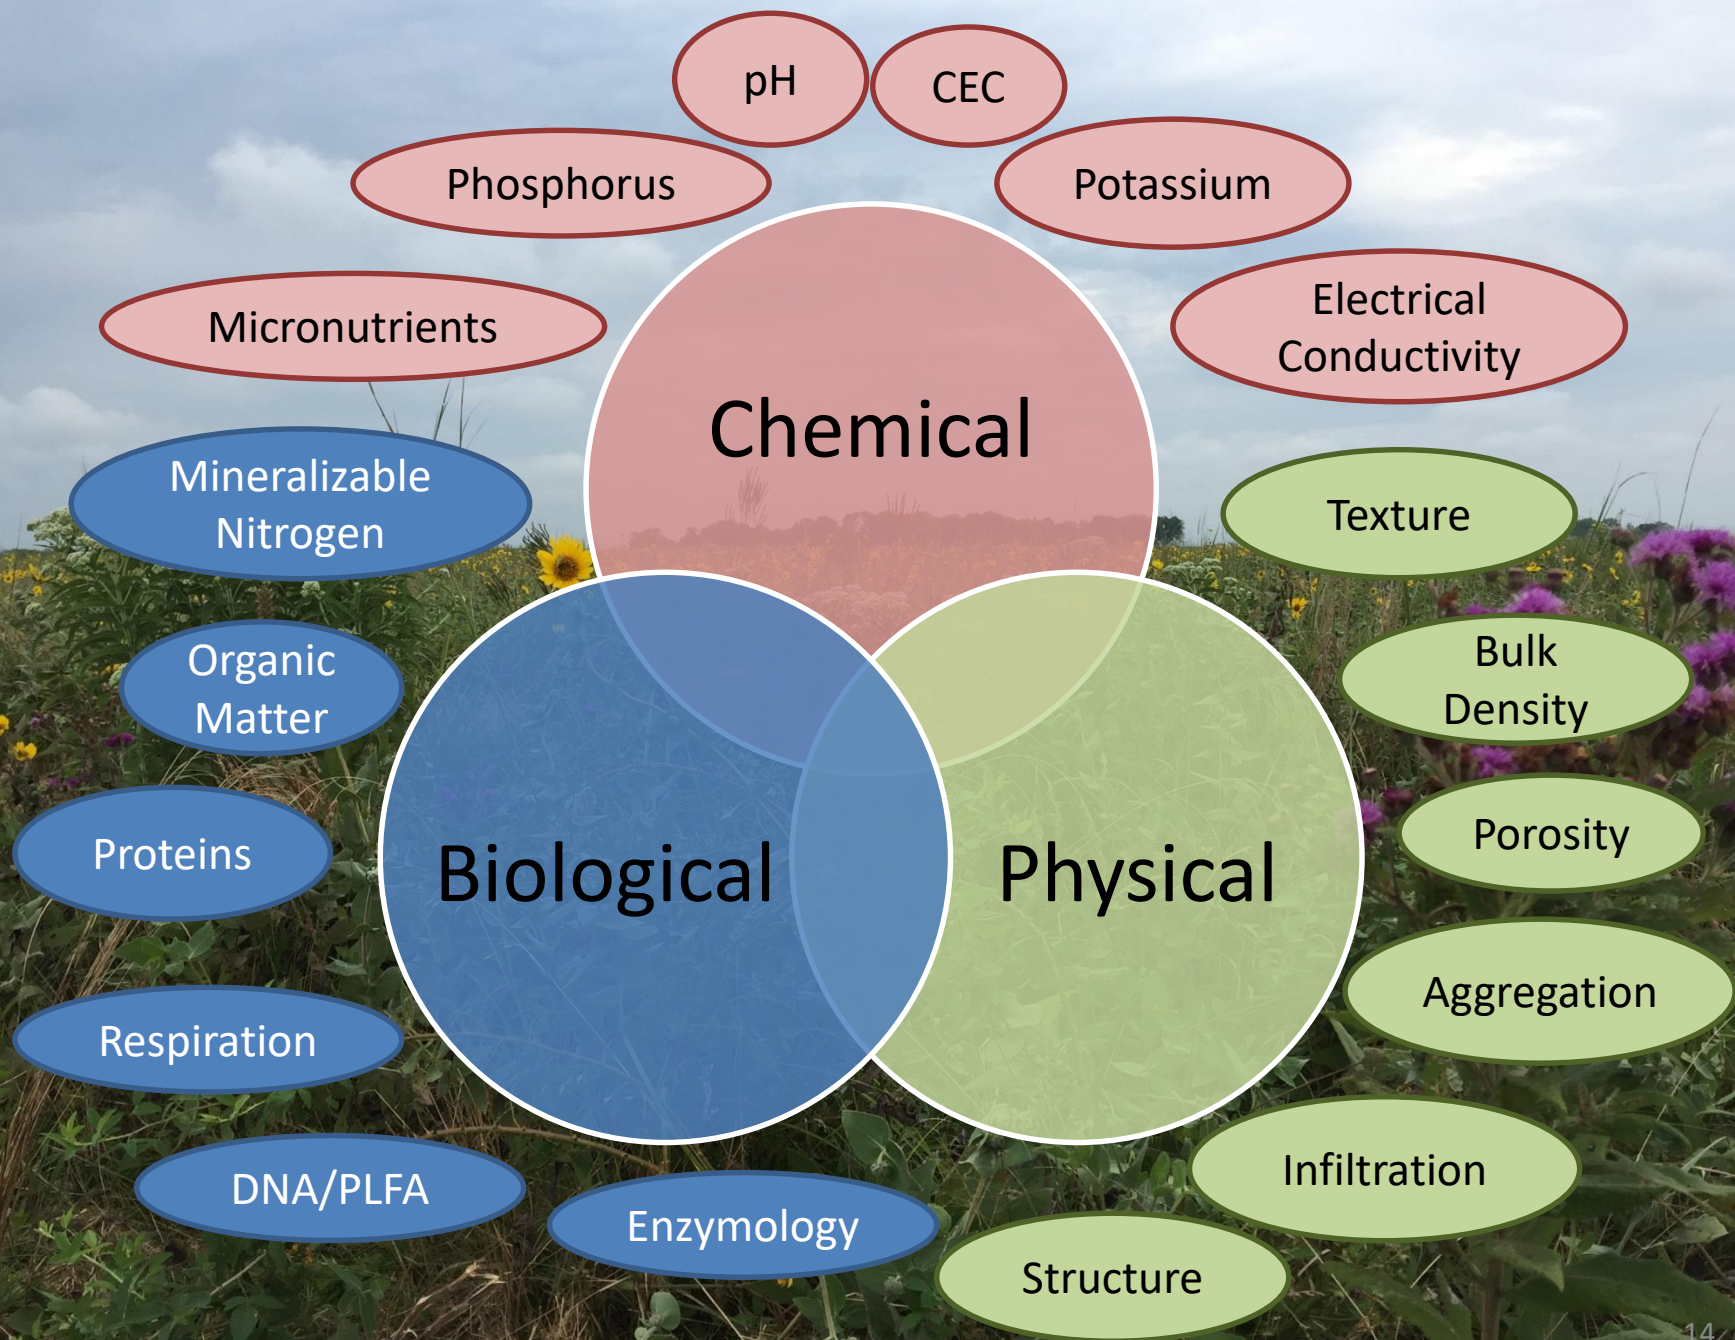 pH
CEC
Phosphorus
Potassium
Micronutrients
Electrical
Conductivity
Chemical
Mineralizable
Nitrogen
Texture
Organic
Matter
Bulk
Density
Proteins
Biological
Physical
Porosity
Aggregation
Respiration
Infiltration
DNA/PLFA
Enzymology
Structure
14